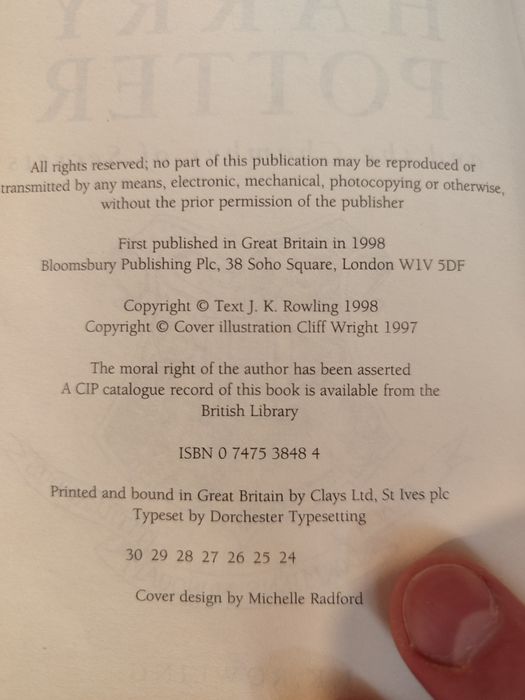 HARRY
POTTER
All rights reserved; no part of this publication may be reproduced or
transmitted by any means, electronic, mechanical, photocopying or otherwise,
without the prior permission of the publisher
First published in Great Britain in 1998
Bloomsbury Publishing Plc, 38 Soho Square, London W1V 5DF
Copyright © Text J. K. Rowling 1998
Copyright © Cover illustration Cliff Wright 1997
The moral right of the author has been asserted
A CIP catalogue record of this book is available from the
British Library
ISBN 0 7475 3848 4
Printed and bound in Great Britain by Clays Ltd, St Ives plc
Typeset by Dorchester Typesetting
30 29 28 27 26 25 24
Cover design by Michelle Radford